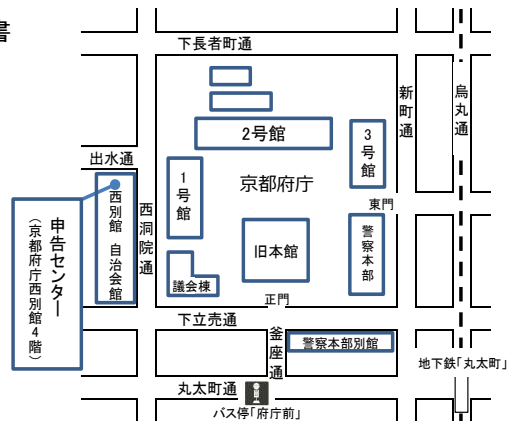 書
下長者町通
新町通
烏丸通
2号館
3号館
出水通
1号館
京都府庁
西洞院通
西別館 自治会館
東門
申告センター
(京都府庁西別館4階)
旧本館
警察本部
議会棟
正門
下立売通
釜座通
警察本部別館
地下鉄「丸太町」
丸太町通
バス停「府庁前」